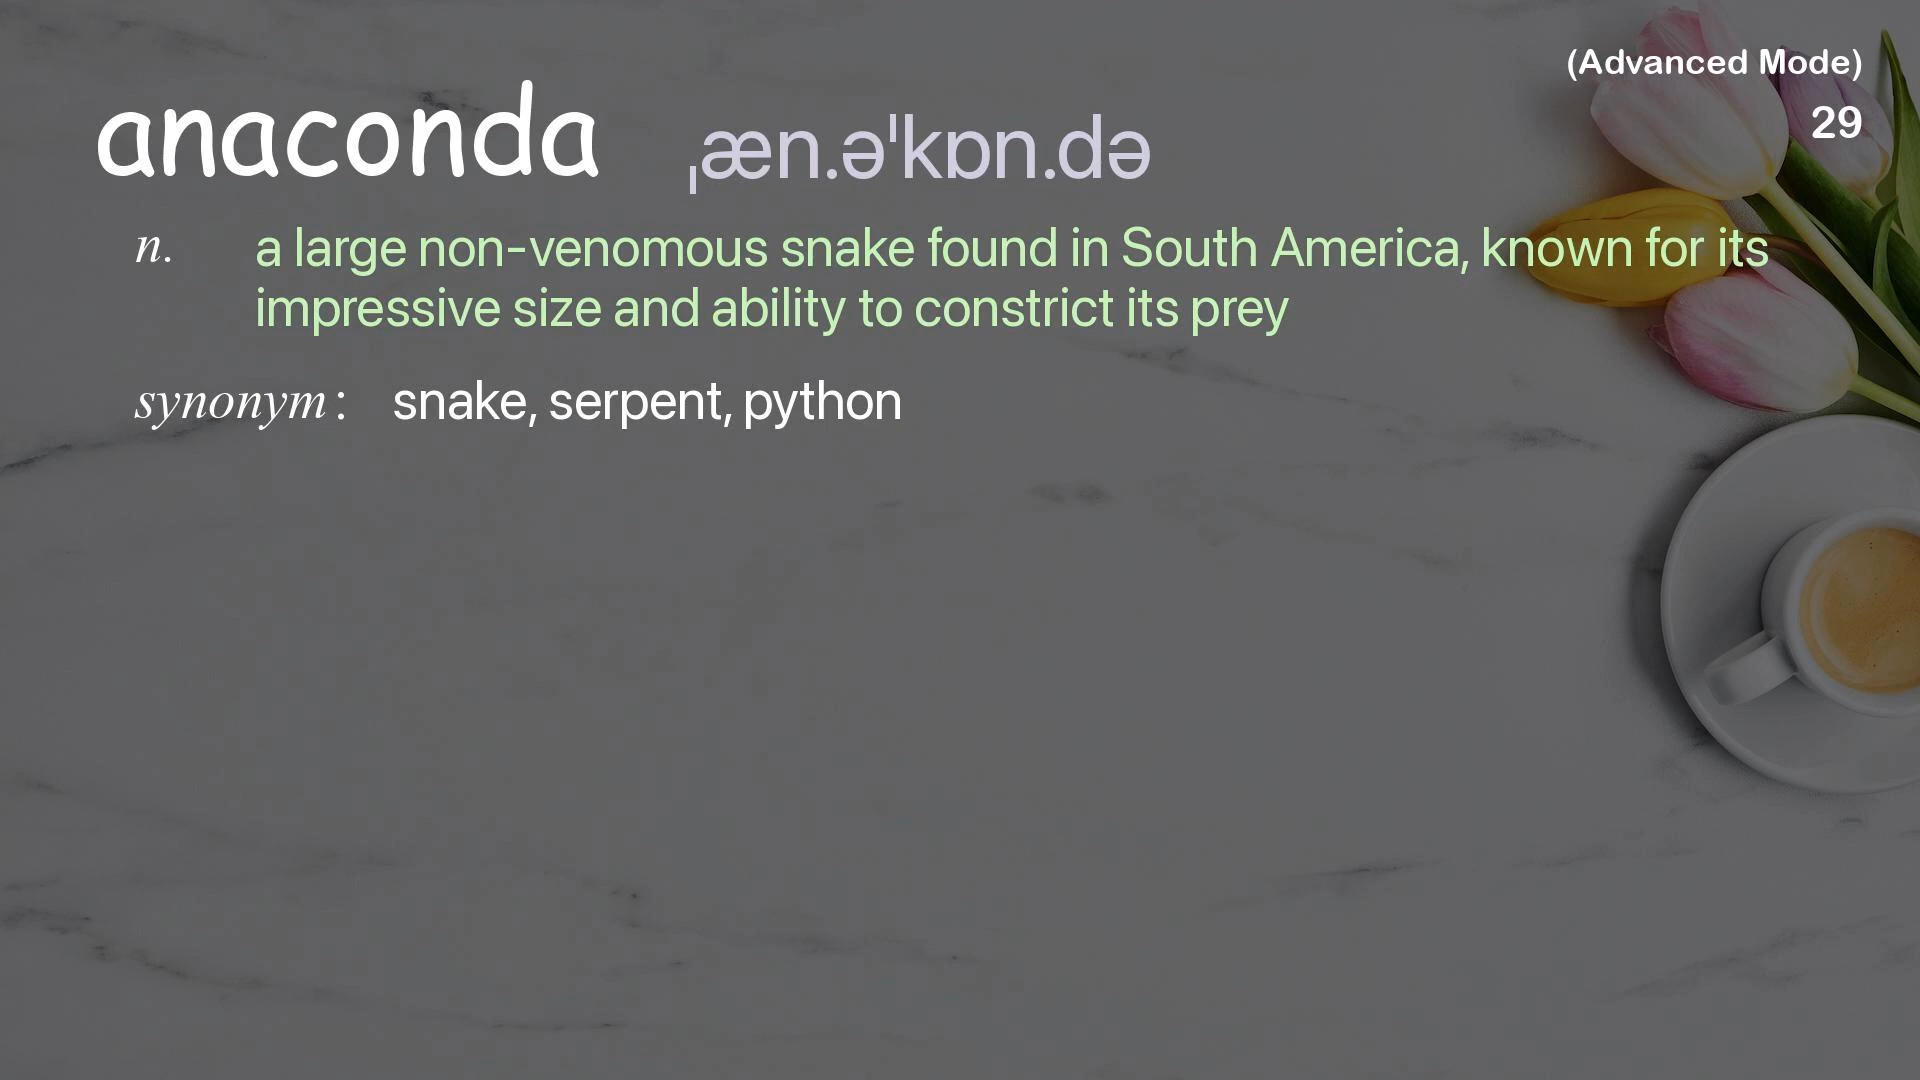 (Advanced Mode)
29
anaconda ˌæn.əˈkɒn.də
n. a large non-venomous snake found in South America, known for its
impressive size and ability to constrict its prey
synonym: snake, serpent, python